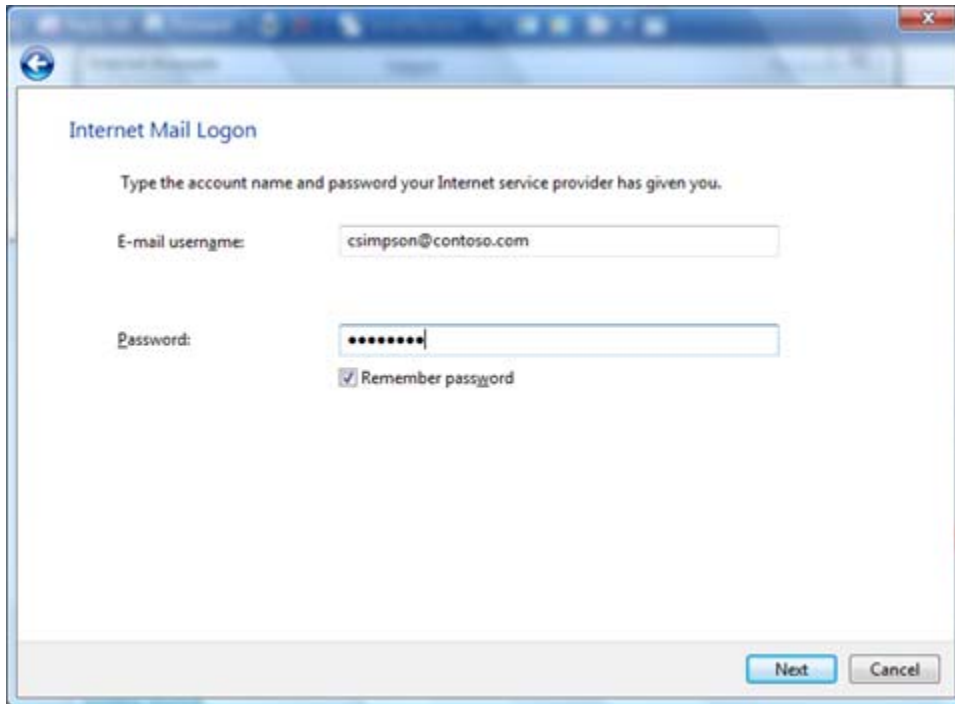 Internet Mail Logon
Type the account name and password your Internet service provider has given you.
E-mail username:
csimpson@contoso.com
Password:
••••••••
Remember password
Next
Cancel